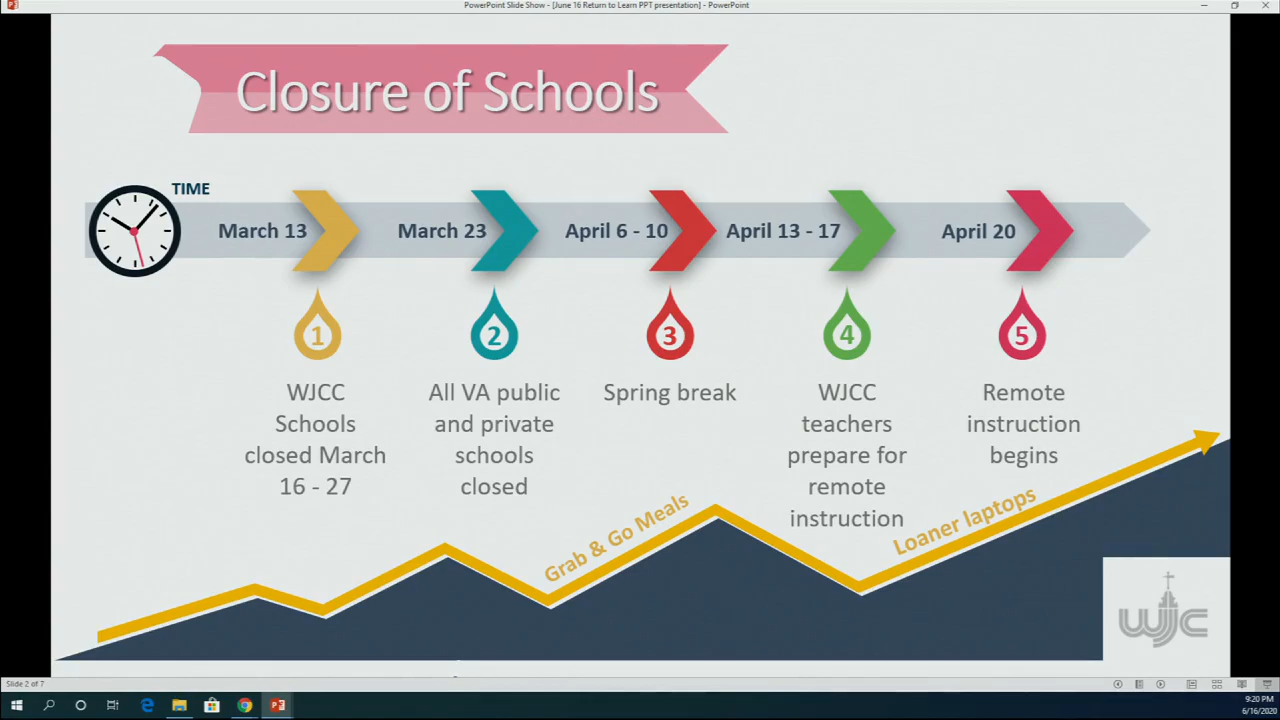 PowerPoint Slide Show - [June 16 Return to Learn PPT presentation] - PowerPoint
Closure of Schools
TIME
March 13
March 23
April 6 - 10
April 13 - 17
April 20
1
2
3
4
5
WJCC
Schools
closed March
16 - 27
All VA public
and private
schools
closed
Spring break
WJCC
teachers
prepare for
remote
instruction
Remote
instruction
begins
Grab & Go Meals
Loaner laptops
WJC
Slide 2 of 7
9:20 PM
6/16/2020